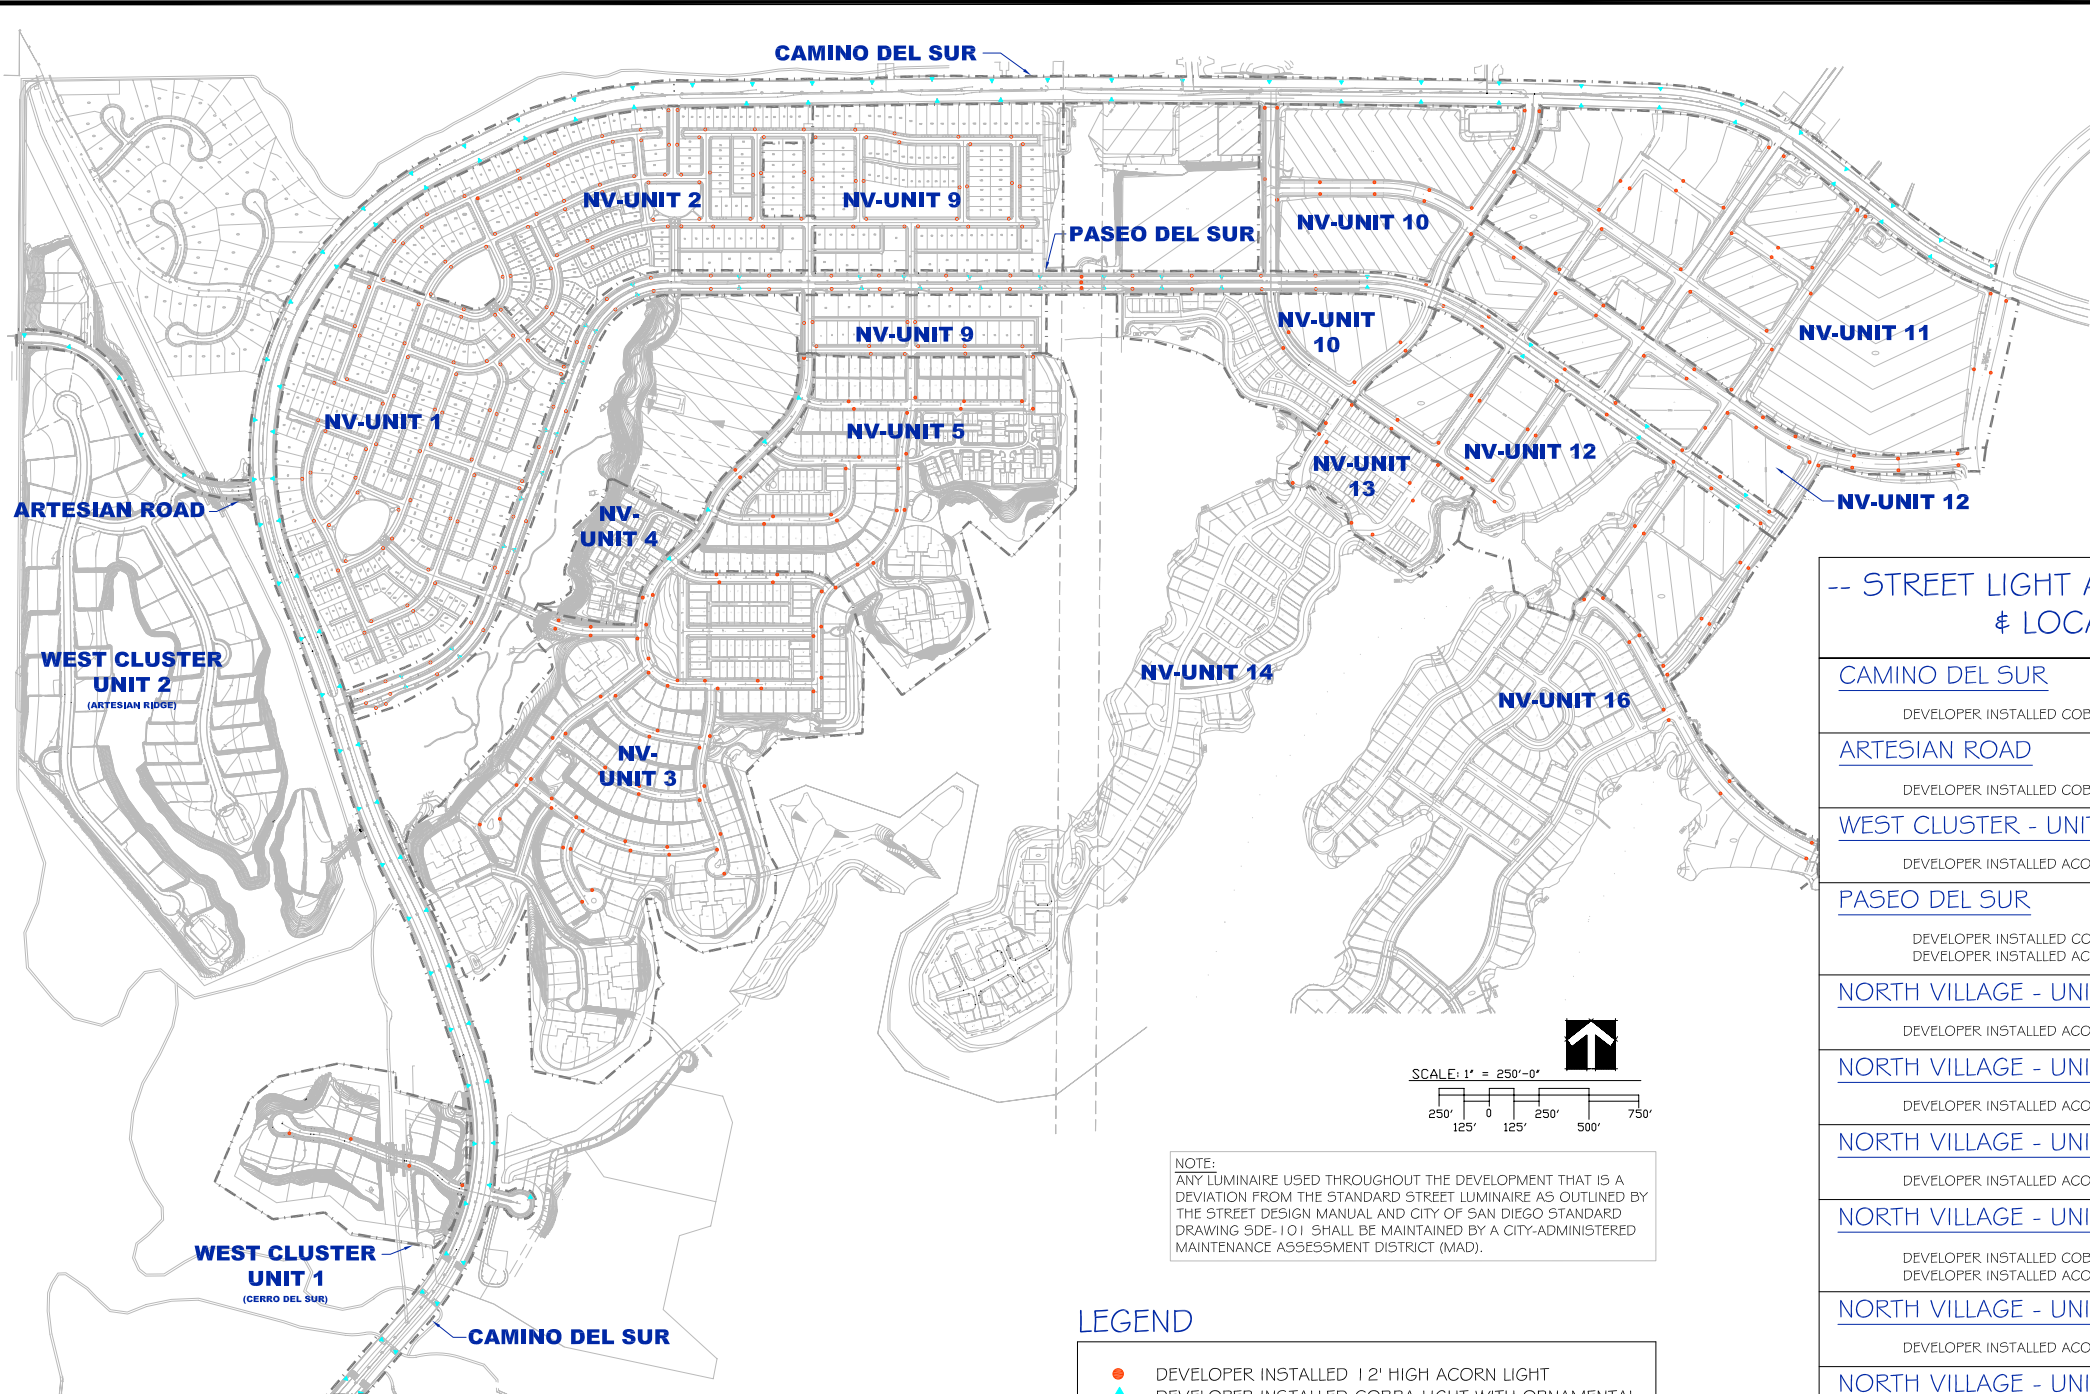 CAMINO DEL SUR
NV-UNIT 2
NV-UNIT 9
PASEO DEL SUR
NV-UNIT 10
NV-UNIT 9
NV-UNIT
10
NV-UNIT 11
NV-UNIT 1
NV-UNIT 5
NV-UNIT 12
NV-UNIT
13
NV-UNIT 12
ARTESIAN ROAD
NV-
UNIT 4
WEST CLUSTER
UNIT 2
(ARTESIAN RIDGE)
NV-UNIT 14
NV-UNIT 16
NV-
UNIT 3
WEST CLUSTER
UNIT 1
(CERRO DEL SUR)
CAMINO DEL SUR
SCALE: 1" = 250'-0"
250' 0 250' 750'
125' 125' 500'
NOTE:
ANY LUMINAIRE USED THROUGHOUT THE DEVELOPMENT THAT IS A
DEVIATION FROM THE STANDARD STREET LUMINAIRE AS OUTLINED BY
THE STREET DESIGN MANUAL AND CITY OF SAN DIEGO STANDARD
DRAWING SDE-101 SHALL BE MAINTAINED BY A CITY-ADMINISTERED
MAINTENANCE ASSESSMENT DISTRICT (MAD).
LEGEND
DEVELOPER INSTALLED 12' HIGH ACORN LIGHT
DEVELOPER INSTALLED COBRA LIGHT WITH ORNAMENTAL
-- STREET LIGHT
& LOCA
CAMINO DEL SUR
DEVELOPER INSTALLED COB
ARTESIAN ROAD
DEVELOPER INSTALLED COB
WEST CLUSTER - UNIT
DEVELOPER INSTALLED ACO
PASEO DEL SUR
DEVELOPER INSTALLED CO
DEVELOPER INSTALLED AC
NORTH VILLAGE - UNI
DEVELOPER INSTALLED ACO
NORTH VILLAGE - UNI
DEVELOPER INSTALLED ACO
NORTH VILLAGE - UNI
DEVELOPER INSTALLED ACO
NORTH VILLAGE - UNI
DEVELOPER INSTALLED COB
DEVELOPER INSTALLED ACO
NORTH VILLAGE - UNI
DEVELOPER INSTALLED ACO
NORTH VILLAGE - UNI